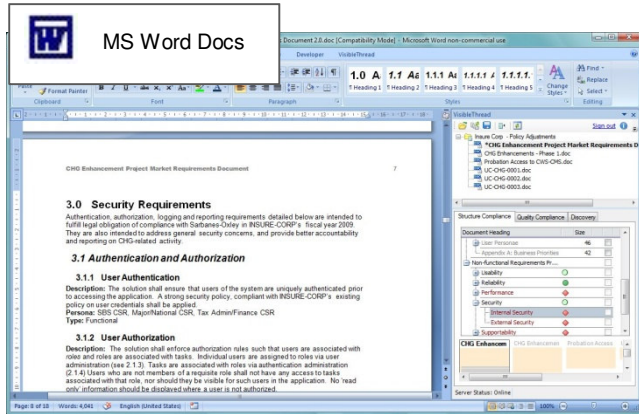 MS Word Docs
Document 2.0.doc [Compatibility Mode] - Microsoft Word non-commercial use
Developer VisibleThread
Format Painter
1.0 A 1.1 Aa 1.1.1 Aa 1.1.1.1 A 1.1.1.1.
¶ Heading 1 ¶ Heading 2 ¶ Heading 3 ¶ Heading 4 ¶ Heading 5
Change
Styles
Find
Replace
Select
Clipboard Font Paragraph Styles Editing
VisibleThread
Sign out
Insure Corp - Policy Adjustments
*CHG Enhancement Project Market Requirements D
CHG Enhancements - Phase 1.doc
Probation Access to CWS-CMS.doc
UC-CHG-0001.doc
UC-CHG-0002.doc
UC-CHG-0003.doc
CHG Enhancement Project Market Requirements Document 7
3.0 Security Requirements
Authentication, authorization, logging and reporting requirements detailed below are intended to
fulfill legal obligation of compliance with Sarbanes-Oxley in INSURE-CORP's fiscal year 2009.
They are also intended to address general security concerns, and provide better accountability
and reporting on CHG-related activity.
3.1 Authentication and Authorization
3.1.1 User Authentication
Description: The solution shall ensure that users of the system are uniquely authenticated prior
to accessing the application. A strong security policy, compliant with INSURE-CORP's existing
policy on user credentials shall be applied.
Persona: SBS CSR, Major/National CSR, Tax Admin/Finance CSR
Type: Functional
3.1.2 User Authorization
Description: The solution shall enforce authorization rules such that users are associated with
roles and roles are associated with tasks. Individual users are assigned to roles via user
administration (see 2.1.3). Tasks are associated with roles via authentication administration
(2.1.4) Users who are not members of a requisite role shall not have any access to tasks
associated with that role, nor should they be visible for such users in the application. No 'read
only' information should be displayed where a user is not authorized.
Structure Compliance Quality Compliance Discovery
Document Heading Size
User Personas 46
Appendix A: Business Priorities 42
Non-functional Requirements Pr...
Usability
Reliability
Performance
Security
Internal Security
External Security
Supportability
CHG Enhancem CHG Enhancemen Probation Access
Server Status: Online
Page: 8 of 18 Words: 4,041 English (United States) 100%